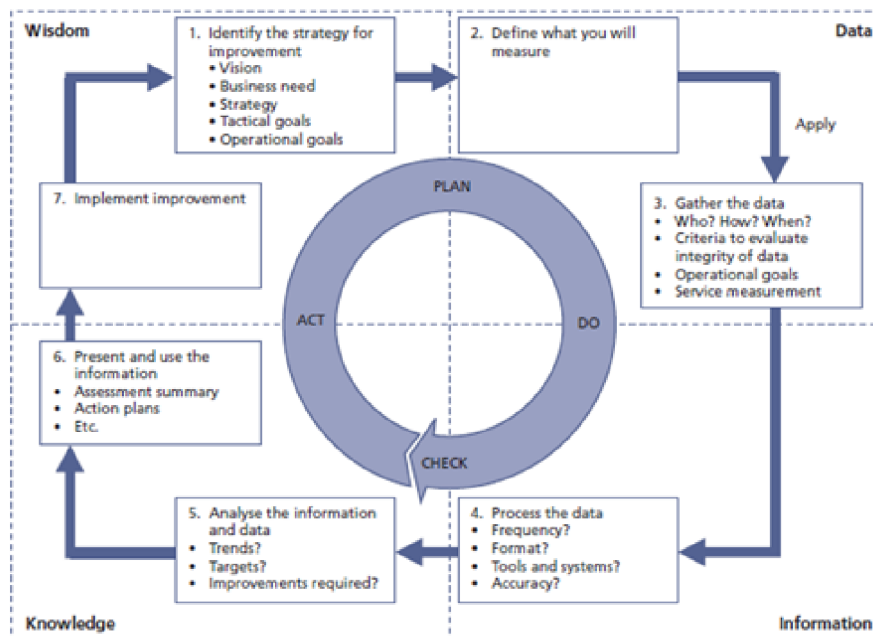 Wisdom
1. Identify the strategy for
improvement
• Vision
• Business need
• Strategy
• Tactical goals
• Operational goals
2. Define what you will
measure
Data
Apply
7. Implement improvement
PLAN
3. Gather the data
• Who? How? When?
• Criteria to evaluate
integrity of data
• Operational goals
• Service measurement
ACT
DO
6. Present and use the
information
• Assessment summary
• Action plans
• Etc.
CHECK
5. Analyse the information
and data
• Trends?
• Targets?
• Improvements required?
4. Process the data
• Frequency?
• Format?
• Tools and systems?
• Accuracy?
Knowledge
Information